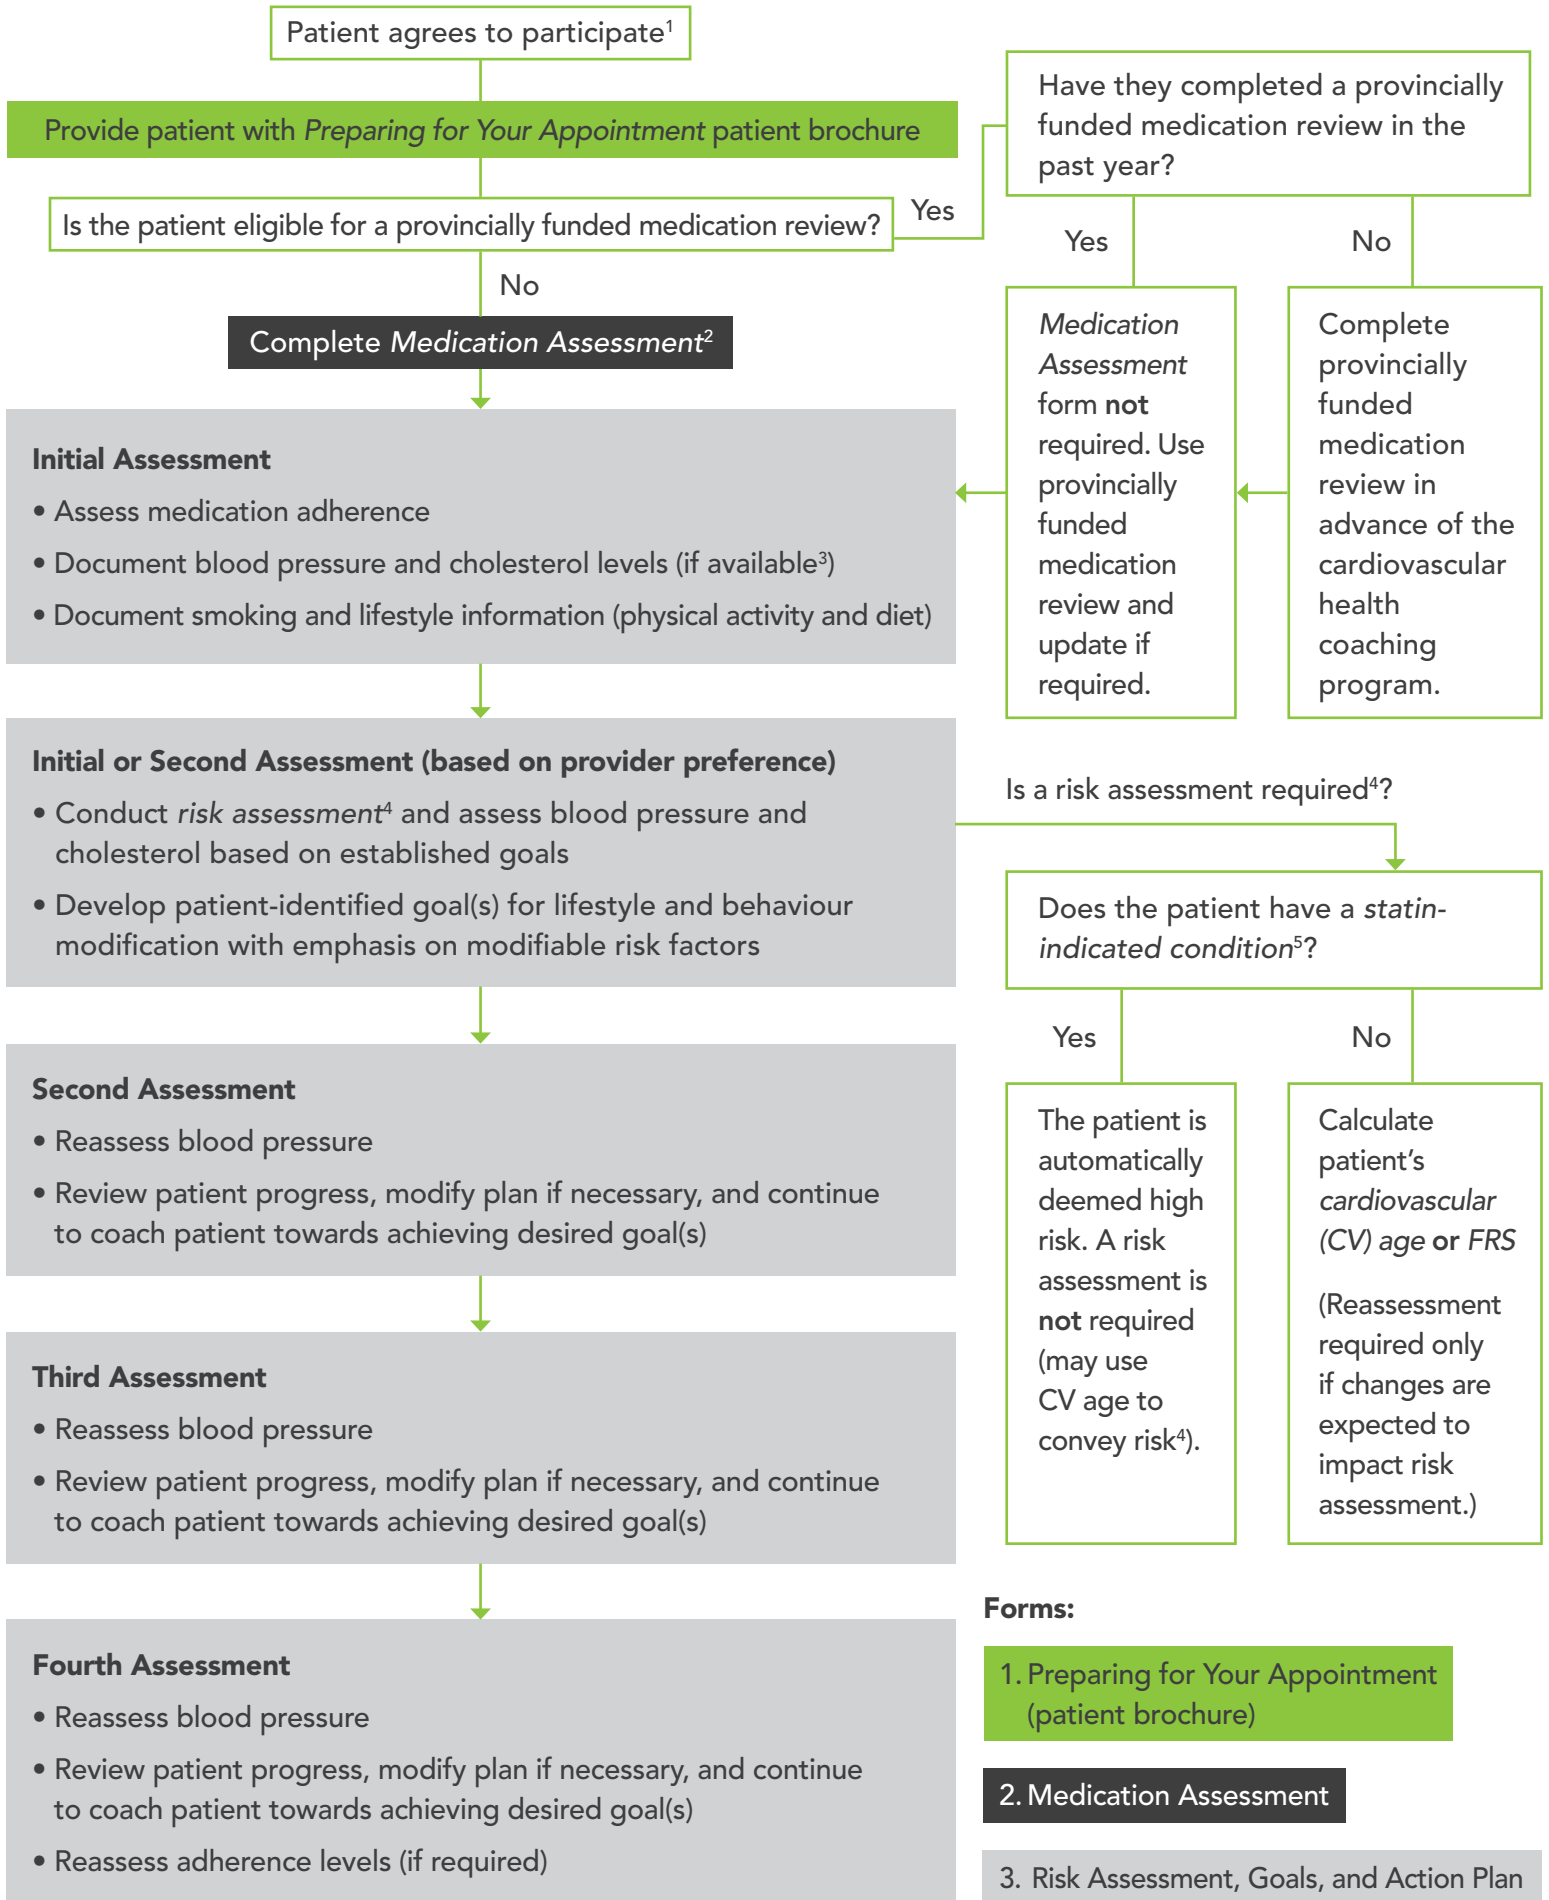 Patient agrees to participate1
Provide patient with Preparing for Your Appointment patient brochure
Is the patient eligible for a provincially funded medication review?
Yes
No
Complete Medication Assessment2
Have they completed a provincially
funded medication review in the
past year?
Yes
No
Medication
Assessment
form not
required. Use
provincially
funded
medication
review and
update if
required.
Complete
provincially
funded
medication
review in
advance of the
cardiovascular
health
coaching
program.
Initial Assessment
• Assess medication adherence
• Document blood pressure and cholesterol levels (if available3)
• Document smoking and lifestyle information (physical activity and diet)
Initial or Second Assessment (based on provider preference)
• Conduct risk assessment4 and assess blood pressure and
cholesterol based on established goals
• Develop patient-identified goal(s) for lifestyle and behaviour
modification with emphasis on modifiable risk factors
Is a risk assessment required4?
Does the patient have a statin-
indicated condition5?
Yes
No
The patient is
automatically
deemed high
risk. A risk
assessment is
not required
(may use
CV age to
convey risk4).
Calculate
patient's
cardiovascular
(CV) age or FRS
(Reassessment
required only
if changes are
expected to
impact risk
assessment.)
Second Assessment
• Reassess blood pressure
• Review patient progress, modify plan if necessary, and continue
to coach patient towards achieving desired goal(s)
Third Assessment
• Reassess blood pressure
• Review patient progress, modify plan if necessary, and continue
to coach patient towards achieving desired goal(s)
Fourth Assessment
• Reassess blood pressure
• Review patient progress, modify plan if necessary, and continue
to coach patient towards achieving desired goal(s)
• Reassess adherence levels (if required)
Forms:
1. Preparing for Your Appointment
(patient brochure)
2. Medication Assessment
3. Risk Assessment, Goals, and Action Plan